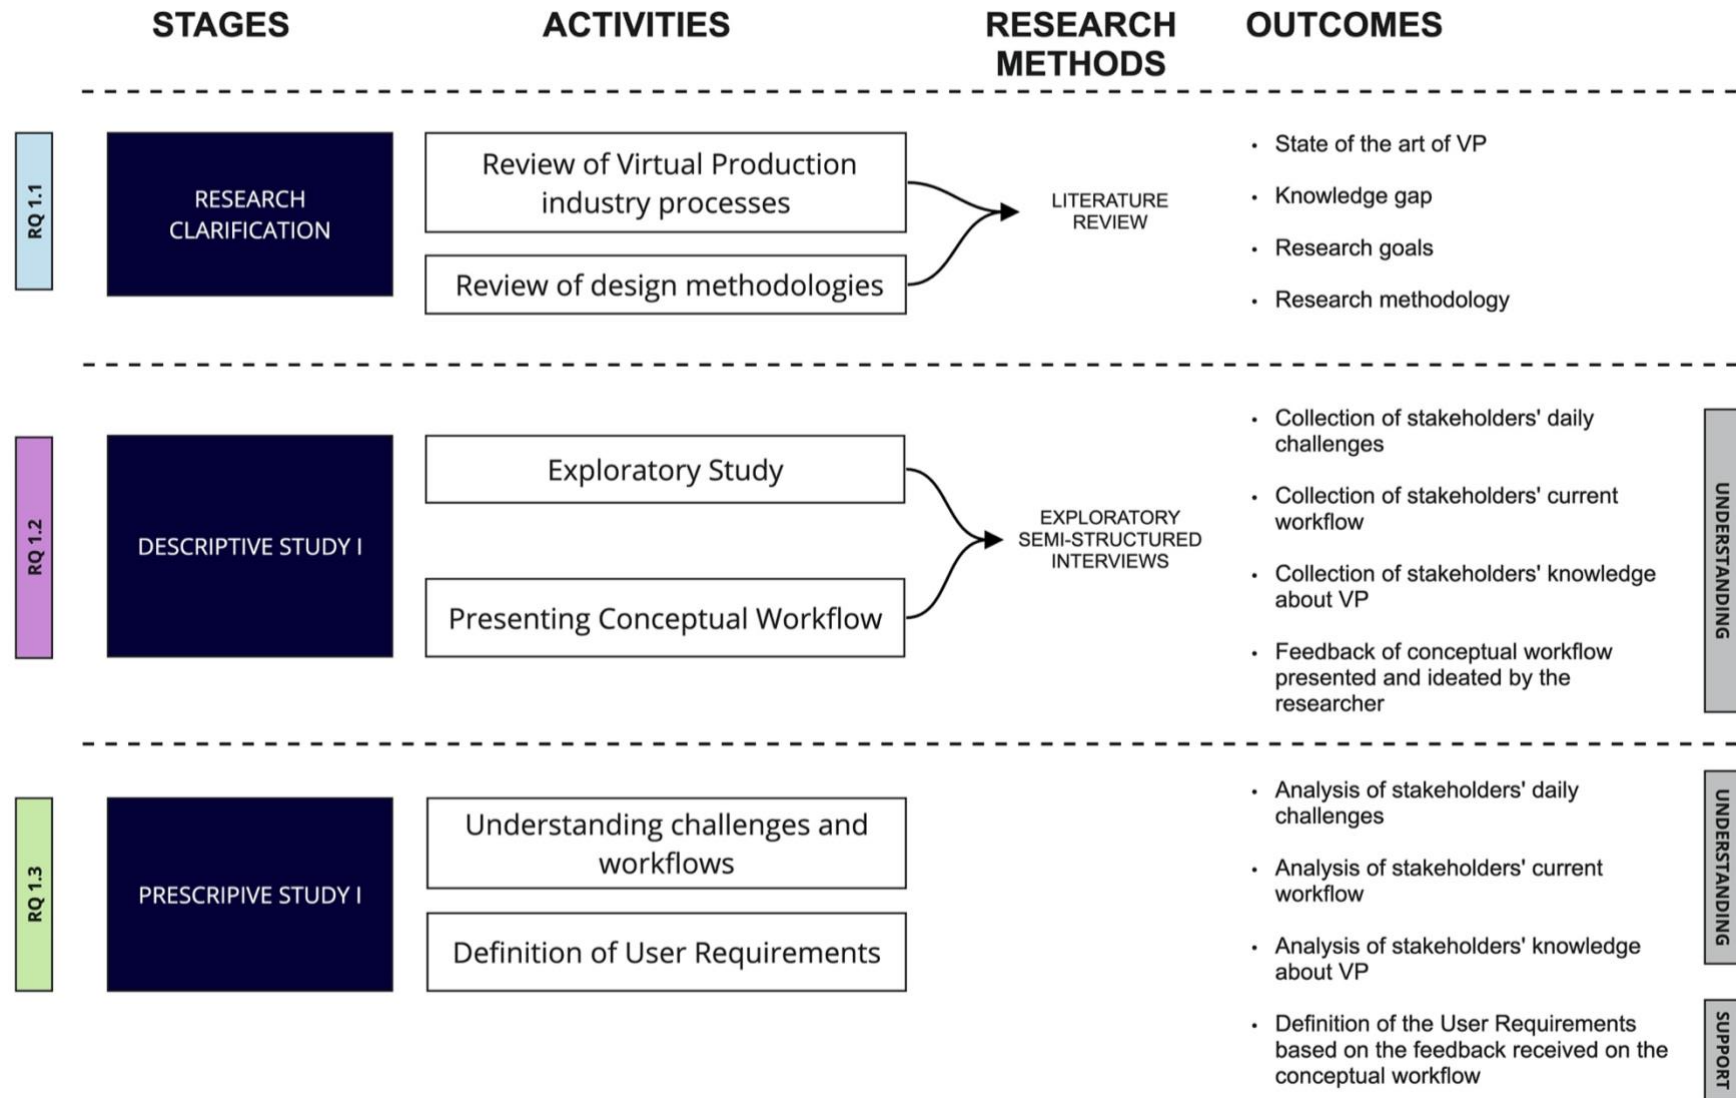 STAGES
ACTIVITIES
RESEARCH
METHODS
OUTCOMES
RQ 1.1
RESEARCH
CLARIFICATION
Review of Virtual Production
industry processes
Review of design methodologies
LITERATURE
REVIEW
• State of the art of VP
• Knowledge gap
• Research goals
• Research methodology
RQ 1.2
DESCRIPTIVE STUDY I
Exploratory Study
Presenting Conceptual Workflow
EXPLORATORY
SEMI-STRUCTURED
INTERVIEWS
• Collection of stakeholders' daily
challenges
• Collection of stakeholders' current
workflow
• Collection of stakeholders' knowledge
about VP
• Feedback of conceptual workflow
presented and ideated by the
researcher
UNDERSTANDING
RQ 1.3
PRESCRIPIVE STUDY I
Understanding challenges and
workflows
Definition of User Requirements
• Analysis of stakeholders' daily
challenges
• Analysis of stakeholders' current
workflow
• Analysis of stakeholders' knowledge
about VP
• Definition of the User Requirements
based on the feedback received on the
conceptual workflow
UNDERSTANDING
SUPPORT